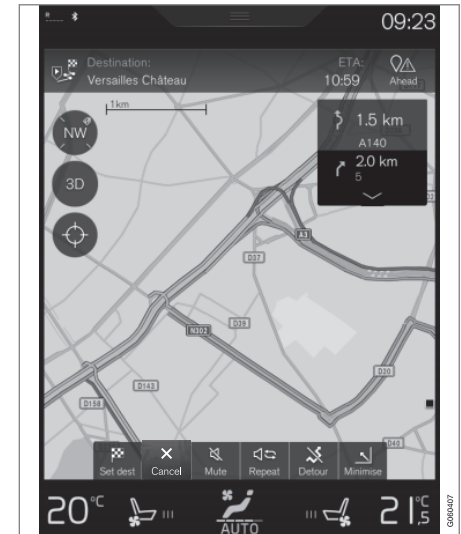 R
09:23
Destination:
Versailles Château
ETA:
10:59
Ahead
1km
NW
3D
1.5 km
A140
2.0 km
5
A3
D37
D39
N302
D30
D143
D158
D40
Set dest
Cancel
Mute
Repeat
Detour
Minimise
20°C
AUTO
21°C,5
G060407